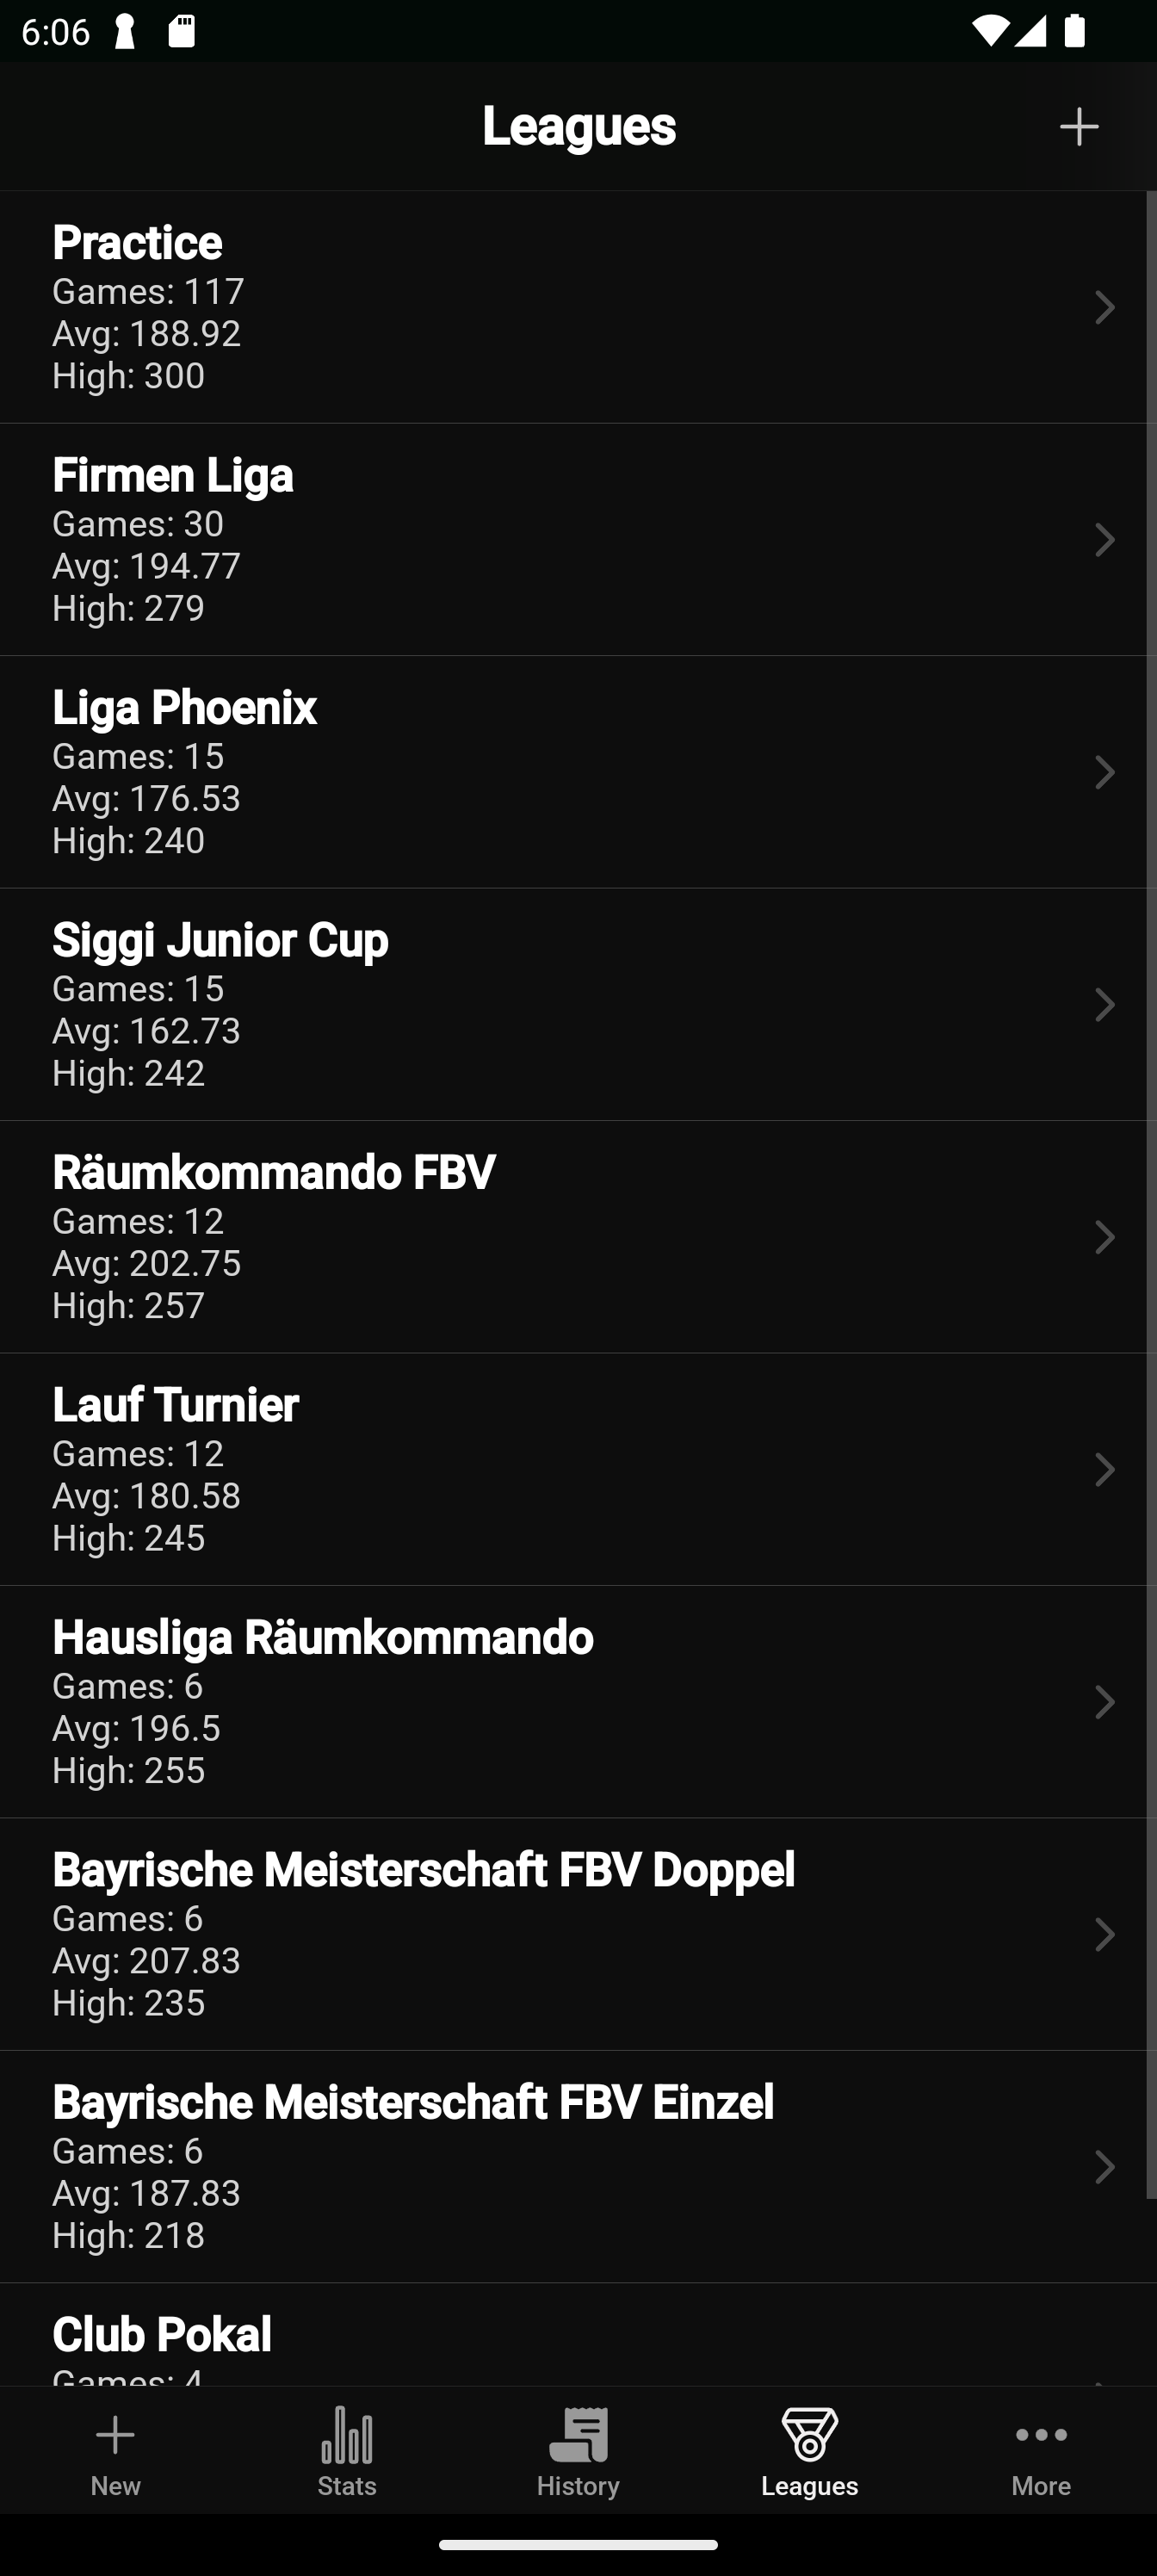 6:06
Leagues
Practice
Games: 117
Avg: 188.92
High: 300
Firmen Liga
Games: 30
Avg: 194.77
High: 279
Liga Phoenix
Games: 15
Avg: 176.53
High: 240
Siggi Junior Cup
Games: 15
Avg: 162.73
High: 242
Räumkommando FBV
Games: 12
Avg: 202.75
High: 257
Lauf Turnier
Games: 12
Avg: 180.58
High: 245
Hausliga Räumkommando
Games: 6
Avg: 196.5
High: 255
Bayrische Meisterschaft FBV Doppel
Games: 6
Avg: 207.83
High: 235
Bayrische Meisterschaft FBV Einzel
Games: 6
Avg: 187.83
High: 218
Club Pokal
Games: 4
New
Stats
History
Leagues
More